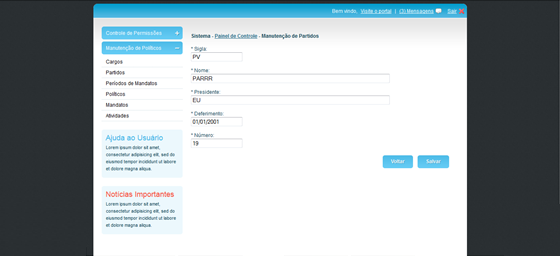 Bem vindo, Visite o portal | (3) Mensagens Sair
Controle de Permissões +
Manutenção de Políticos −
Cargos
Partidos
Períodos de Mandatos
Políticos
Mandatos
Atividades
Ajuda ao Usuário
Lorem ipsum dolor sit amet,
consectetur adipisicing elit, sed do
eiusmod tempor incididunt ut labore
et dolore magna aliqua.
Notícias Importantes
Lorem ipsum dolor sit amet,
consectetur adipisicing elit, sed do
eiusmod tempor incididunt ut labore
et dolore magna aliqua.
Sistema - Painel de Controle - Manutenção de Partidos
* Sigla:
PV
* Nome:
PARRR
* Presidente:
EU
* Deferimento:
01/01/2001
* Número:
19
Voltar Salvar